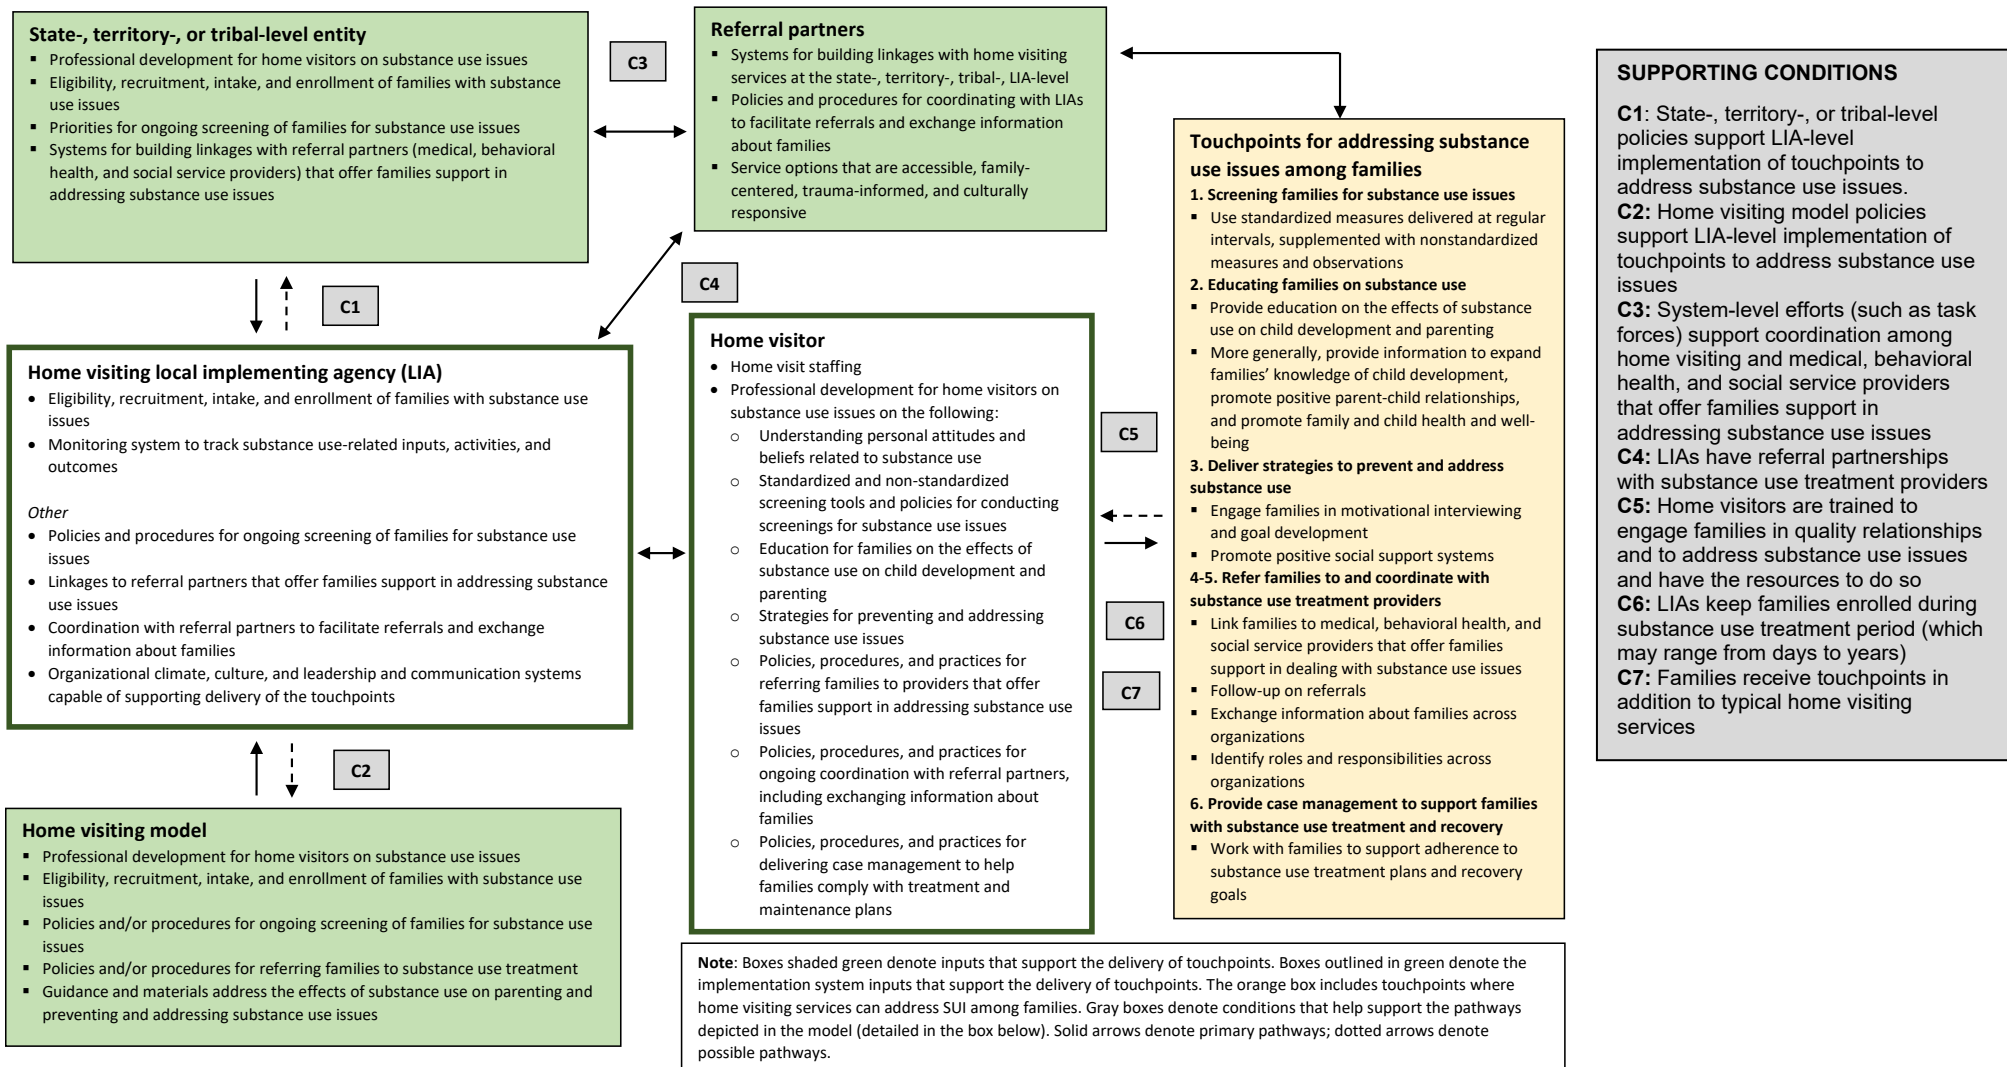 State-, territory-, or tribal-level entity
▪ Professional development for home visitors on substance use issues
▪ Eligibility, recruitment, intake, and enrollment of families with substance
use issues
▪ Priorities for ongoing screening of families for substance use issues
▪ Systems for building linkages with referral partners (medical, behavioral
health, and social service providers) that offer families support in
addressing substance use issues
C3
Referral partners
▪ Systems for building linkages with home visiting
services at the state-, territory-, tribal-, LIA-level
▪ Policies and procedures for coordinating with LIAs
to facilitate referrals and exchange information
about families
▪ Service options that are accessible, family-
centered, trauma-informed, and culturally
responsive
C1
C4
Home visiting local implementing agency (LIA)
• Eligibility, recruitment, intake, and enrollment of families with substance use
issues
• Monitoring system to track substance use-related inputs, activities, and
outcomes
Other
• Policies and procedures for ongoing screening of families for substance use
issues
• Linkages to referral partners that offer families support in addressing substance
use issues
• Coordination with referral partners to facilitate referrals and exchange
information about families
• Organizational climate, culture, and leadership and communication systems
capable of supporting delivery of the touchpoints
C2
Home visiting model
▪ Professional development for home visitors on substance use issues
▪ Eligibility, recruitment, intake, and enrollment of families with substance use
issues
▪ Policies and/or procedures for ongoing screening of families for substance use
issues
▪ Policies and/or procedures for referring families to substance use treatment
▪ Guidance and materials address the effects of substance use on parenting and
preventing and addressing substance use issues
Home visitor
• Home visit staffing
• Professional development for home visitors on
substance use issues on the following:
o Understanding personal attitudes and
beliefs related to substance use
o Standardized and non-standardized
screening tools and policies for conducting
screenings for substance use issues
o Education for families on the effects of
substance use on child development and
parenting
o Strategies for preventing and addressing
substance use issues
o Policies, procedures, and practices for
referring families to providers that offer
families support in addressing substance use
issues
o Policies, procedures, and practices for
ongoing coordination with referral partners,
including exchanging information about
families
o Policies, procedures, and practices for
delivering case management to help
families comply with treatment and
maintenance plans
C5
C6
C7
Touchpoints for addressing substance
use issues among families
1. Screening families for substance use issues
▪ Use standardized measures delivered at regular
intervals, supplemented with nonstandardized
measures and observations
2. Educating families on substance use
▪ Provide education on the effects of substance
use on child development and parenting
▪ More generally, provide information to expand
families’ knowledge of child development,
promote positive parent-child relationships,
and promote family and child health and well-
being
3. Deliver strategies to prevent and address
substance use
▪ Engage families in motivational interviewing
and goal development
▪ Promote positive social support systems
4-5. Refer families to and coordinate with
substance use treatment providers
▪ Link families to medical, behavioral health, and
social service providers that offer families
support in dealing with substance use issues
▪ Follow-up on referrals
▪ Exchange information about families across
organizations
▪ Identify roles and responsibilities across
organizations
6. Provide case management to support families
with substance use treatment and recovery
▪ Work with families to support adherence to
substance use treatment plans and recovery
goals
Note: Boxes shaded green denote inputs that support the delivery of touchpoints. Boxes outlined in green denote the
implementation system inputs that support the delivery of touchpoints. The orange box includes touchpoints where
home visiting services can address SUI among families. Gray boxes denote conditions that help support the pathways
depicted in the model (detailed in the box below). Solid arrows denote primary pathways; dotted arrows denote
possible pathways.
SUPPORTING CONDITIONS
C1: State-, territory-, or tribal-level
policies support LIA-level
implementation of touchpoints to
address substance use issues.
C2: Home visiting model policies
support LIA-level implementation of
touchpoints to address substance use
issues
C3: System-level efforts (such as task
forces) support coordination among
home visiting and medical, behavioral
health, and social service providers
that offer families support in
addressing substance use issues
C4: LIAs have referral partnerships
with substance use treatment providers
C5: Home visitors are trained to
engage families in quality relationships
and to address substance use issues
and have the resources to do so
C6: LIAs keep families enrolled during
substance use treatment period (which
may range from days to years)
C7: Families receive touchpoints in
addition to typical home visiting
services